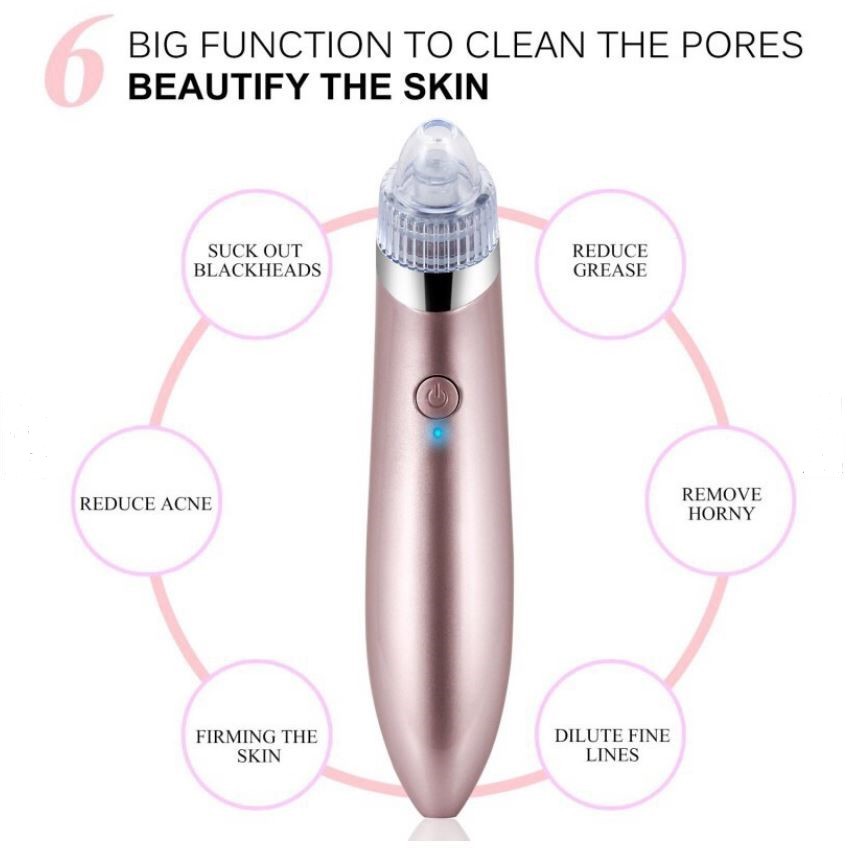 6 BIG FUNCTION TO CLEAN THE PORES
BEAUTIFY THE SKIN
SUCK OUT
BLACKHEADS
REDUCE
GREASE
REDUCE ACNE
REMOVE
HORNY
FIRMING THE
SKIN
DILUTE FINE
LINES